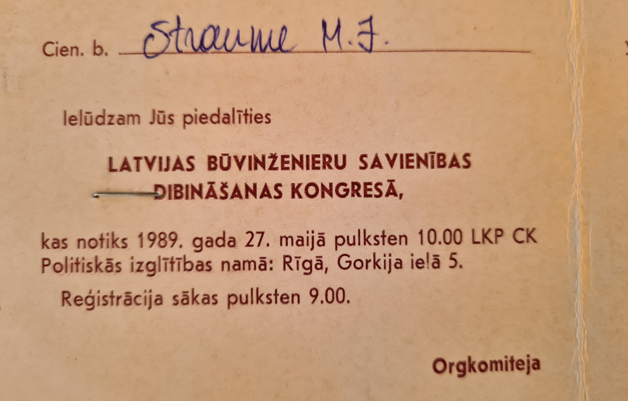 Cien. b. Straume M. J.
Ielūdzam Jūs piedalīties
LATVIJAS BŪVINŽENIERU SAVIENĪBAS
DIBINĀŠANAS KONGRESĀ,
kas notiks 1989. gada 27. maijā pulksten 10.00 LKP CK
Politiskās izglītības namā: Rīgā, Gorkija ielā 5.
Reģistrācija sākas pulksten 9.00.
Orgkomiteja